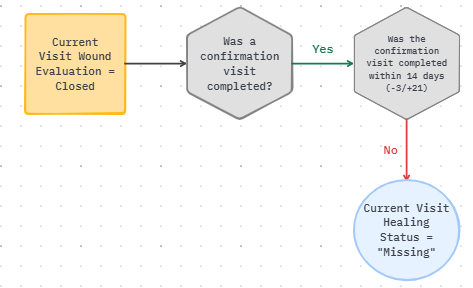 Current
Visit Wound
Evaluation =
Closed
Was a
confirmation
visit
completed?
Yes
Was the
confirmation
visit completed
within 14 days
(-3/+21)
No
Current Visit
Healing
Status =
"Missing"